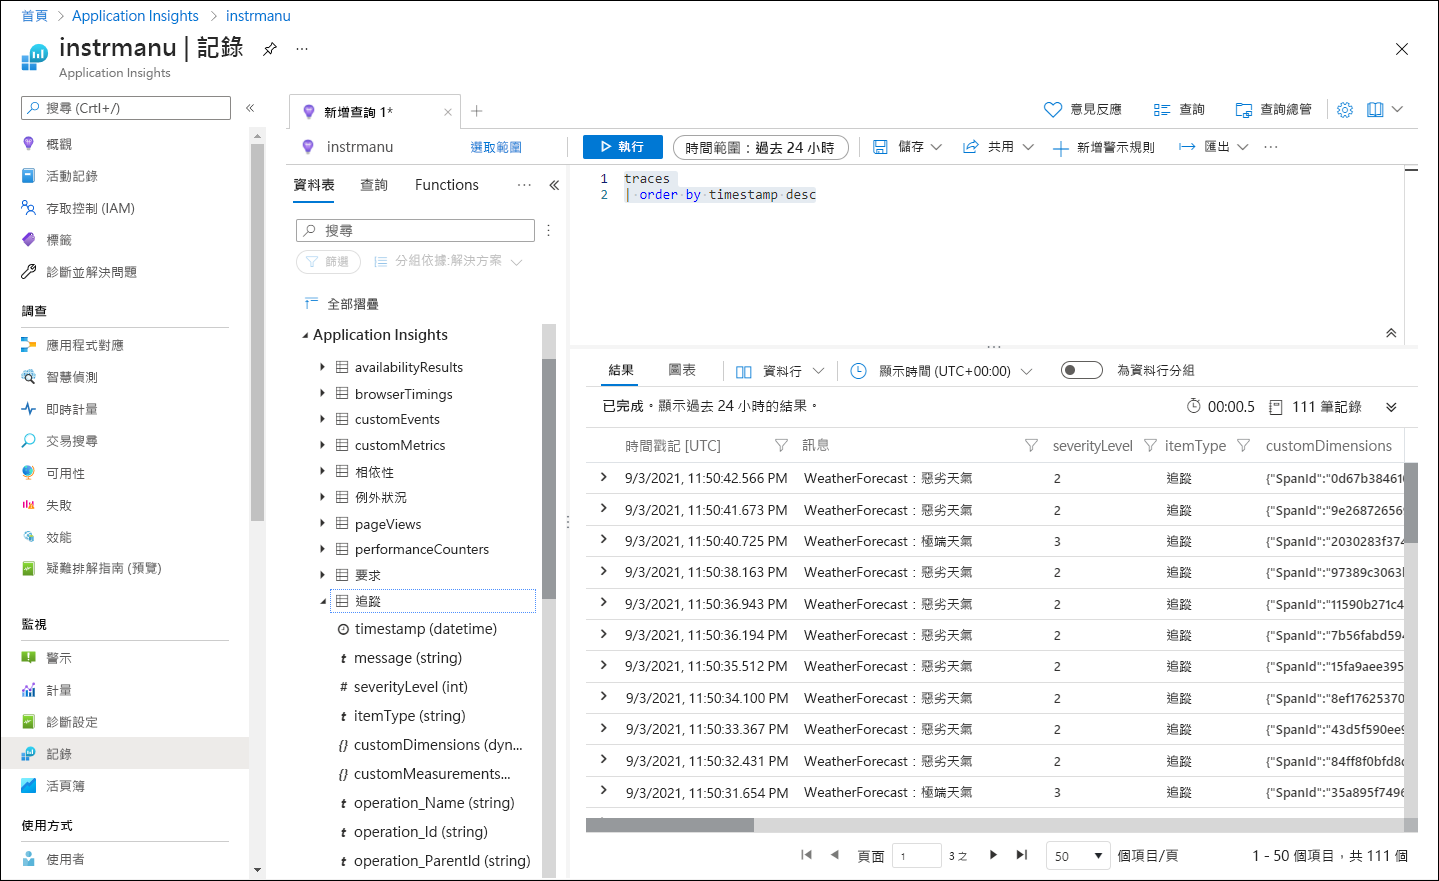 首頁 > Application Insights > instrmanu
instrmanu | 記錄
Application Insights
搜尋 (Crtl+/)
概觀
活動記錄
存取控制 (IAM)
標籤
診斷並解決問題
調查
應用程式對應
智慧偵測
即時計量
交易搜尋
可用性
失敗
效能
疑難排解指南 (預覽)
監視
警示
計量
診斷設定
記錄
活頁簿
使用方式
使用者
新增查詢 1*
意見反應 查詢 查詢總管
instrmanu 選取範圍
執行 時間範圍：過去 24 小時 儲存 共用 新增警示規則 匯出
資料表 查詢 Functions
搜尋
篩選 分組依據:解決方案
全部摺疊
Application Insights
availabilityResults
browserTimings
customEvents
customMetrics
相依性
例外狀況
pageViews
performanceCounters
要求
追蹤
timestamp (datetime)
message (string)
severityLevel (int)
itemType (string)
customDimensions (dyn...
customMeasurements...
operation_Name (string)
operation_Id (string)
operation_ParentId (string)
1 traces
2 | order by timestamp desc
結果 圖表 資料行 顯示時間 (UTC+00:00) 為資料行分組
已完成。顯示過去 24 小時的結果。 00:00.5 111 筆記錄
時間戳記 [UTC] 訊息 severityLevel itemType customDimensions
9/3/2021, 11:50:42.566 PM WeatherForecast：惡劣天氣 2 追蹤 {"SpanId":"0d67b38461
9/3/2021, 11:50:41.673 PM WeatherForecast：惡劣天氣 2 追蹤 {"SpanId":"9e26872656
9/3/2021, 11:50:40.725 PM WeatherForecast：極端天氣 3 追蹤 {"SpanId":"2030283f374
9/3/2021, 11:50:38.163 PM WeatherForecast：惡劣天氣 2 追蹤 {"SpanId":"97389c3063
9/3/2021, 11:50:36.943 PM WeatherForecast：惡劣天氣 2 追蹤 {"SpanId":"11590b271c4
9/3/2021, 11:50:36.194 PM WeatherForecast：惡劣天氣 2 追蹤 {"SpanId":"7b56fabd594
9/3/2021, 11:50:35.512 PM WeatherForecast：惡劣天氣 2 追蹤 {"SpanId":"15fa9aee395
9/3/2021, 11:50:34.100 PM WeatherForecast：惡劣天氣 2 追蹤 {"SpanId":"8ef17625370
9/3/2021, 11:50:33.367 PM WeatherForecast：惡劣天氣 2 追蹤 {"SpanId":"43d5f590ee9
9/3/2021, 11:50:32.431 PM WeatherForecast：惡劣天氣 2 追蹤 {"SpanId":"84ff8f0bfd8
9/3/2021, 11:50:31.654 PM WeatherForecast：極端天氣 3 追蹤 {"SpanId":"35a895f7496
頁面 1 3 之 50 個項目/頁 1 - 50 個項目，共 111 個